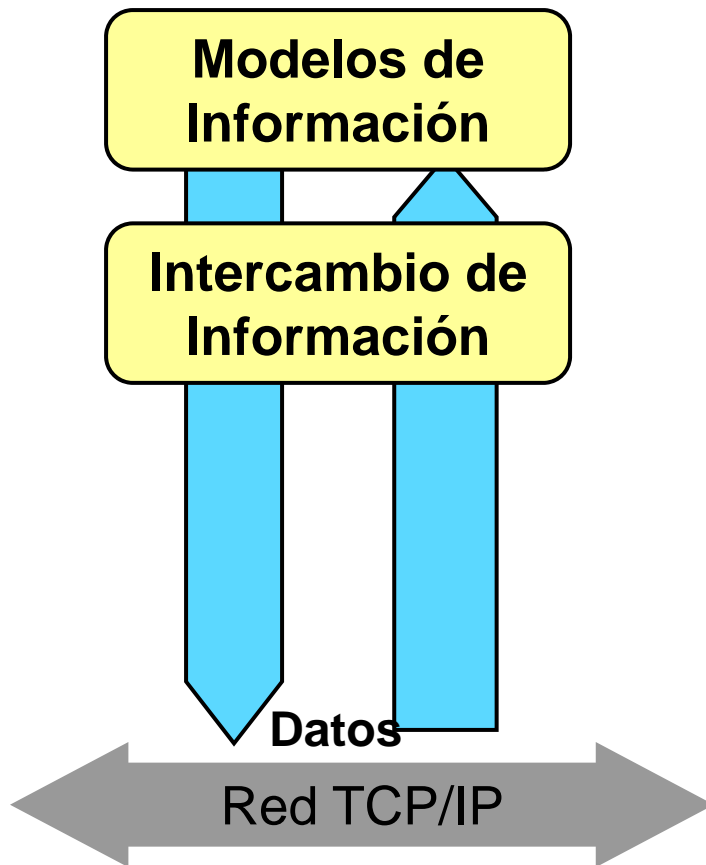 Modelos de
Información
Intercambio de
Información
Datos
Red TCP/IP